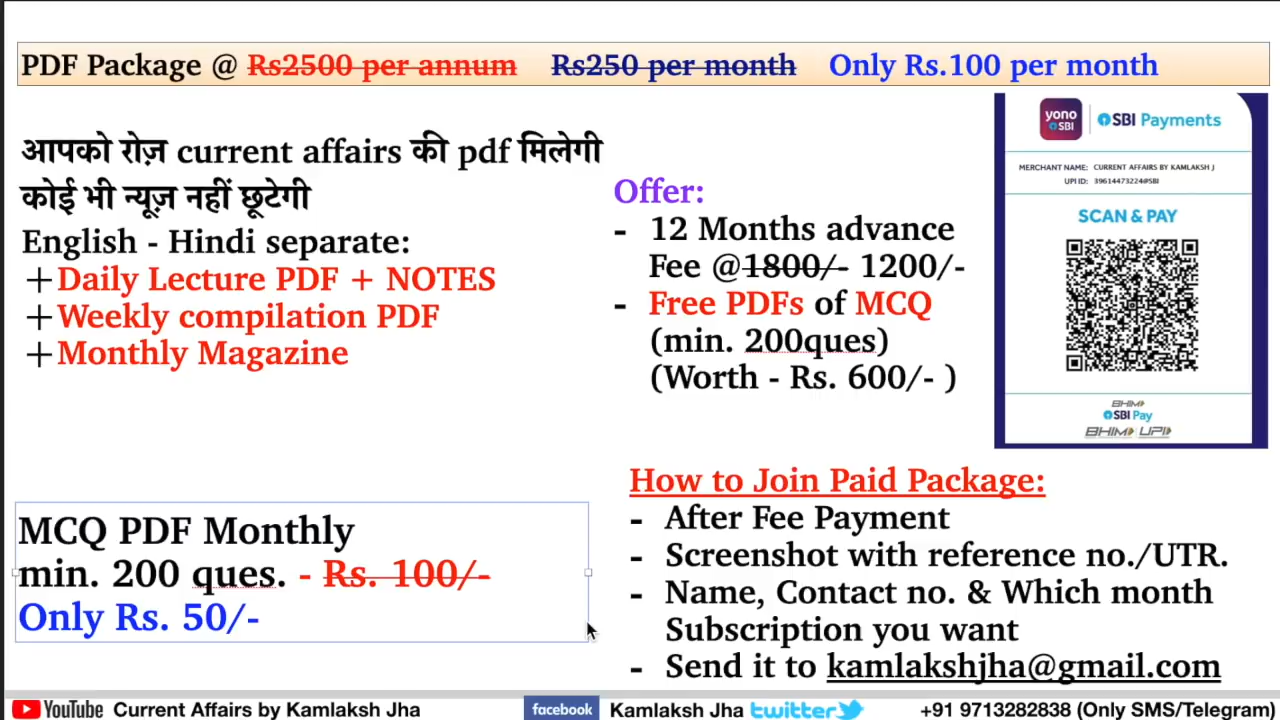 PDF Package @ Rs2500 per annum Rs250 per month Only Rs.100 per month
आपको रोज़ current affairs की pdf मिलेगी
कोई भी न्यूज़ नहीं छूटेगी
English - Hindi separate:
+Daily Lecture PDF + NOTES
+Weekly compilation PDF
+Monthly Magazine
MCQ PDF Monthly
min. 200 ques. - Rs. 100/-
Only Rs. 50/-
Offer:
- 12 Months advance
Fee @1800/- 1200/-
- Free PDFs of MCQ
(min. 200ques)
(Worth - Rs. 600/- )
yono SBI SBI Payments
MERCHANT NAME: CURRENT AFFAIRS BY KAMLAKSH J
UPI ID: 39614473224@SBI
SCAN & PAY
BHIM
SBI Pay
BHIM UPI
How to Join Paid Package:
- After Fee Payment
- Screenshot with reference no./UTR.
- Name, Contact no. & Which month
Subscription you want
- Send it to kamlakshjha@gmail.com
YouTube Current Affairs by Kamlaksh Jha facebook Kamlaksh Jha twitter +91 9713282838 (Only SMS/Telegram)